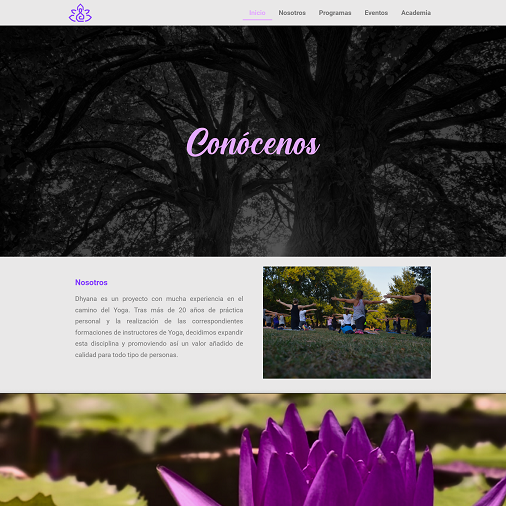 Inicio Nosotros Programas Eventos Academia
Conócenos
Nosotros
Dhyana es un proyecto con mucha experiencia en el
camino del Yoga. Tras más de 20 años de práctica
personal y la realización de las correspondientes
formaciones de instructores de Yoga, decidimos expandir
esta disciplina y promoviendo así un valor añadido de
calidad para todo tipo de personas.